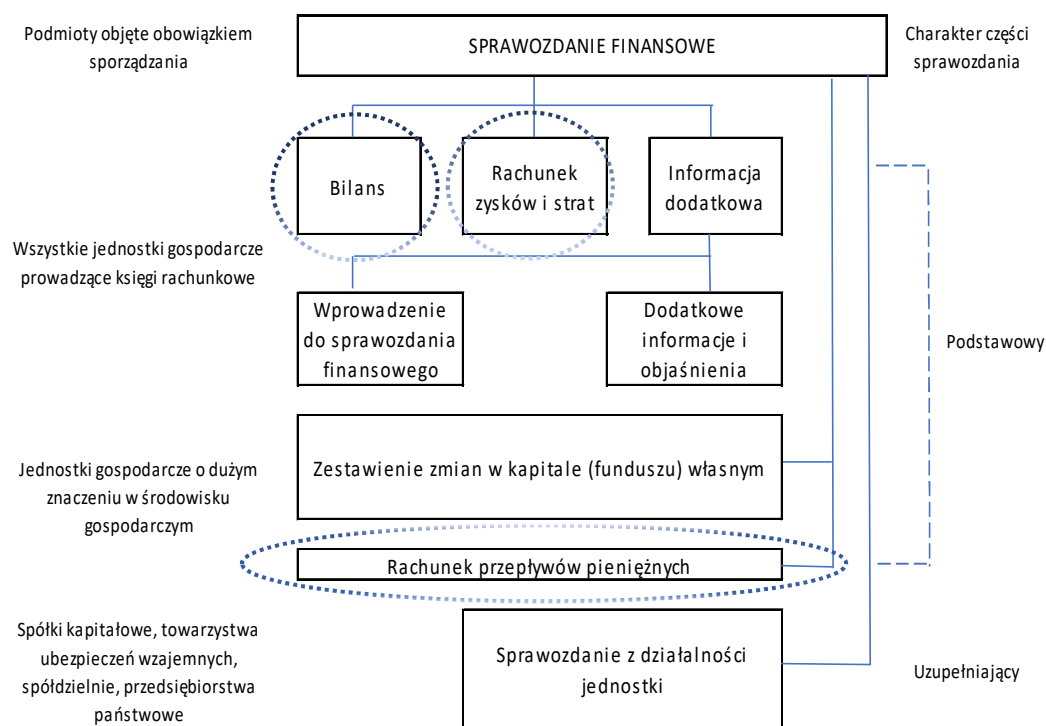 Podmioty objęte obowiązkiem
sporządzania
SPRAWOZDANIE FINANSOWE
Charakter części
sprawozdania
Bilans
Rachunek
zysków i strat
Informacja
dodatkowa
Wszystkie jednostki gospodarcze
prowadzące księgi rachunkowe
Wprowadzenie
do sprawozdania
finansowego
Dodatkowe
informacje i
objaśnienia
Podstawowy
Zestawienie zmian w kapitale (funduszu) własnym
Jednostki gospodarcze o dużym
znaczeniu w środowisku
gospodarczym
Rachunek przepływów pieniężnych
Spółki kapitałowe, towarzystwa
ubezpieczeń wzajemnych,
spółdzielnie, przedsiębiorstwa
państwowe
Sprawozdanie z działalności
jednostki
Uzupełniający